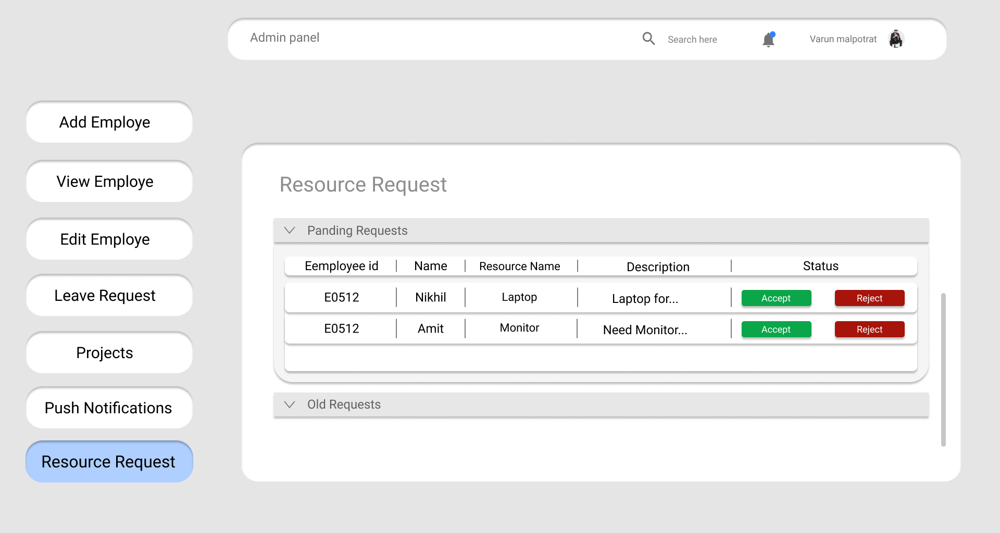 Admin panel
Search here
Varun malpotrat
Add Employe
View Employe
Edit Employe
Leave Request
Projects
Push Notifications
Resource Request
Resource Request
Panding Requests
Eemployee id | Name | Resource Name | Description | Status
E0512 | Nikhil | Laptop | Laptop for... | Accept Reject
E0512 | Amit | Monitor | Need Monitor... | Accept Reject
Old Requests